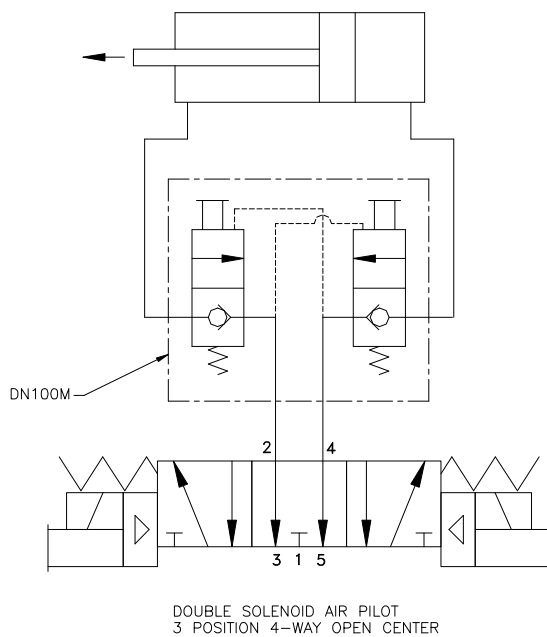 DN100M
2
4
3 1 5
DOUBLE SOLENOID AIR PILOT
3 POSITION 4-WAY OPEN CENTER